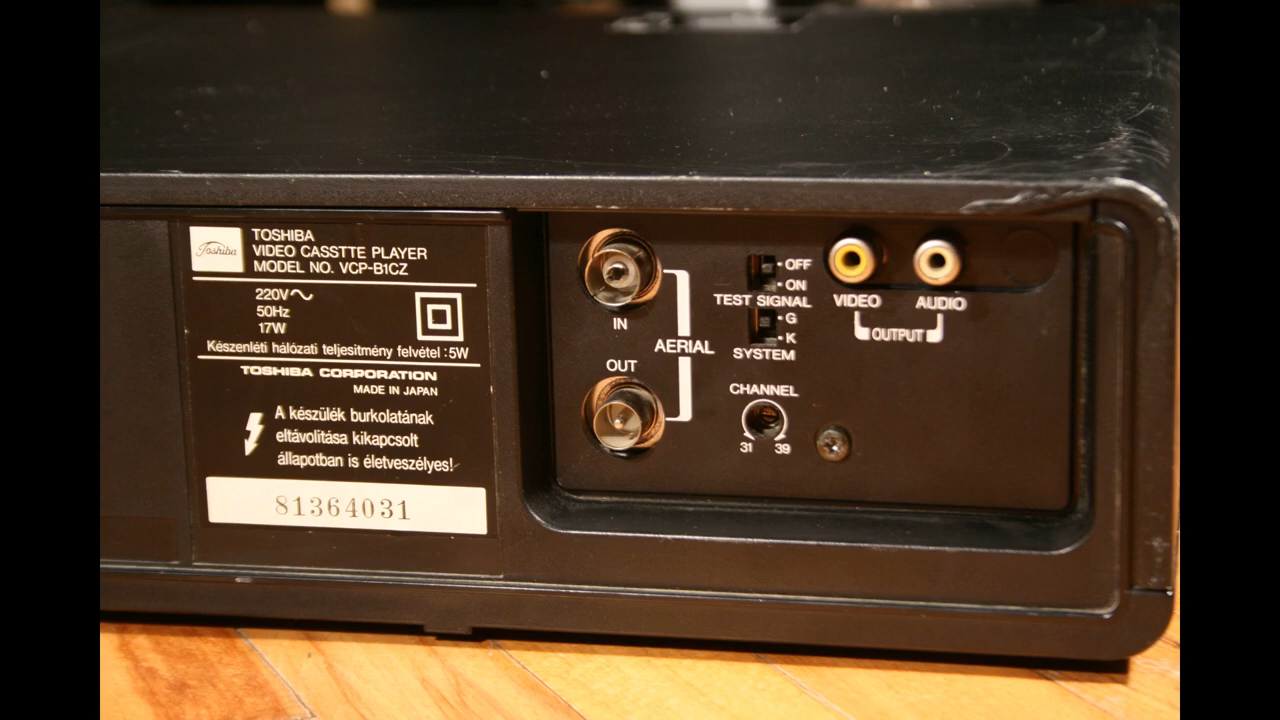 Toshiba
TOSHIBA
VIDEO CASSTTE PLAYER
MODEL NO. VCP-B1CZ
220V~
50Hz
17W
Készenléti hálózati teljesitmény felvétel : 5W
TOSHIBA CORPORATION
MADE IN JAPAN
A készülék burkolatának
eltávolitása kikapcsolt
állapotban is életveszélyes!
81364031
IN
AERIAL
OUT
OFF
ON
TEST SIGNAL
G
K
SYSTEM
CHANNEL
31 39
VIDEO AUDIO
OUTPUT